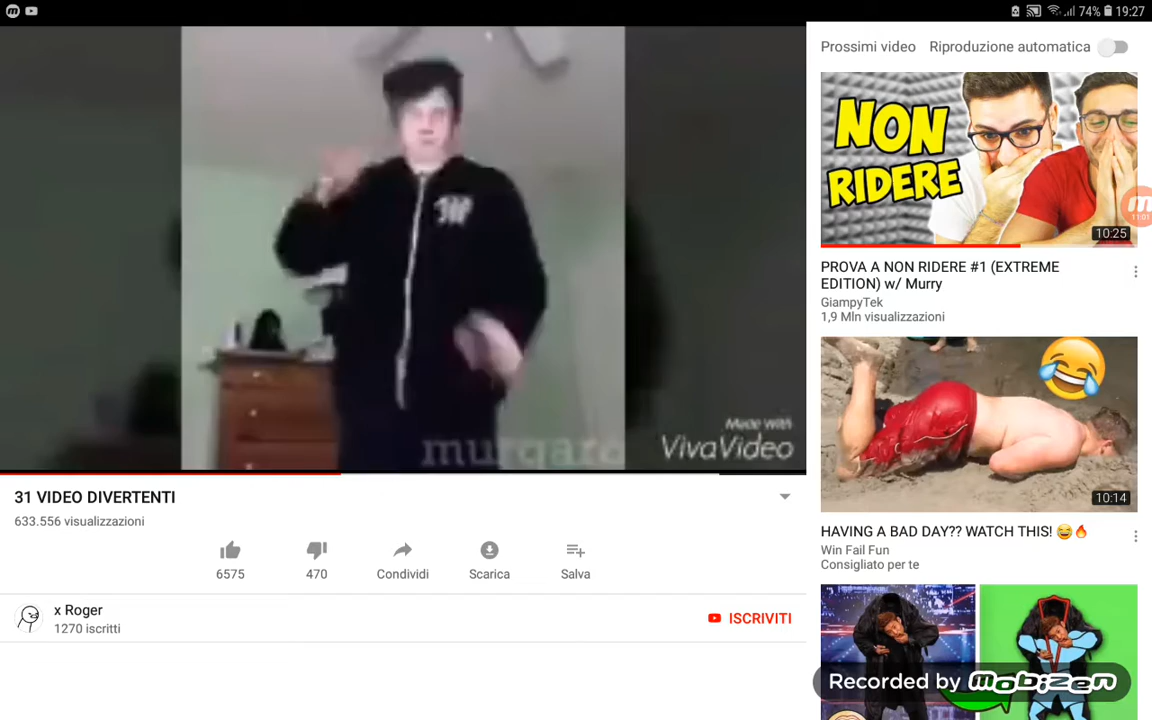 74% 19:27
murgaro
Made With
VivaVideo
31 VIDEO DIVERTENTI
633.556 visualizzazioni
6575
470
Condividi
Scarica
Salva
x Roger
1270 iscritti
ISCRIVITI
Prossimi video Riproduzione automatica
NON
RIDERE
10:25
11:01
PROVA A NON RIDERE #1 (EXTREME
EDITION) w/ Murry
GiampyTek
1,9 Mln visualizzazioni
10:14
HAVING A BAD DAY?? WATCH THIS! 😂🔥
Win Fail Fun
Consigliato per te
Recorded by mobizen